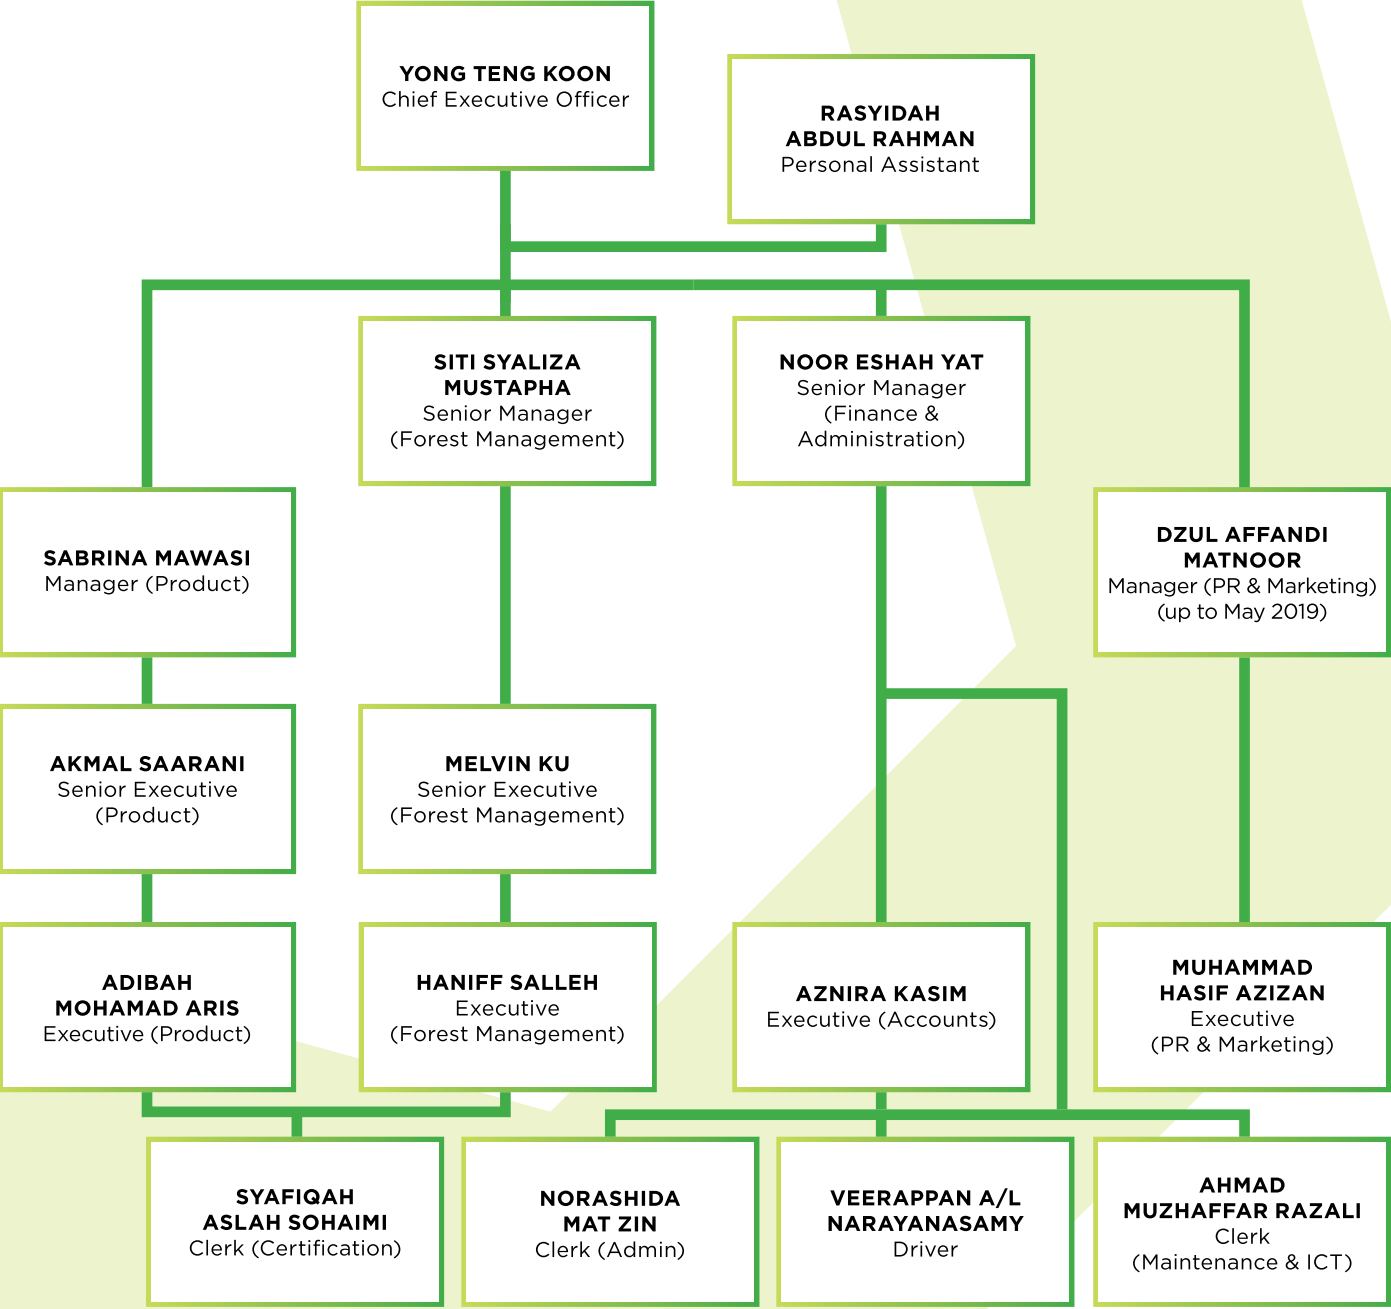 YONG TENG KOON
Chief Executive Officer
RASYIDAH
ABDUL RAHMAN
Personal Assistant
SITI SYALIZA
MUSTAPHA
Senior Manager
(Forest Management)
NOOR ESHAH YAT
Senior Manager
(Finance &
Administration)
SABRINA MAWASI
Manager (Product)
DZUL AFFANDI
MATNOOR
Manager (PR & Marketing)
(up to May 2019)
AKMAL SAARANI
Senior Executive
(Product)
MELVIN KU
Senior Executive
(Forest Management)
ADIBAH
MOHAMAD ARIS
Executive (Product)
HANIFF SALLEH
Executive
(Forest Management)
AZNIRA KASIM
Executive (Accounts)
MUHAMMAD
HASIF AZIZAN
Executive
(PR & Marketing)
SYAFIQAH
ASLAH SOHAIMI
Clerk (Certification)
NORASHIDA
MAT ZIN
Clerk (Admin)
VEERAPPAN A/L
NARAYANASAMY
Driver
AHMAD
MUZHAFFAR RAZALI
Clerk
(Maintenance & ICT)